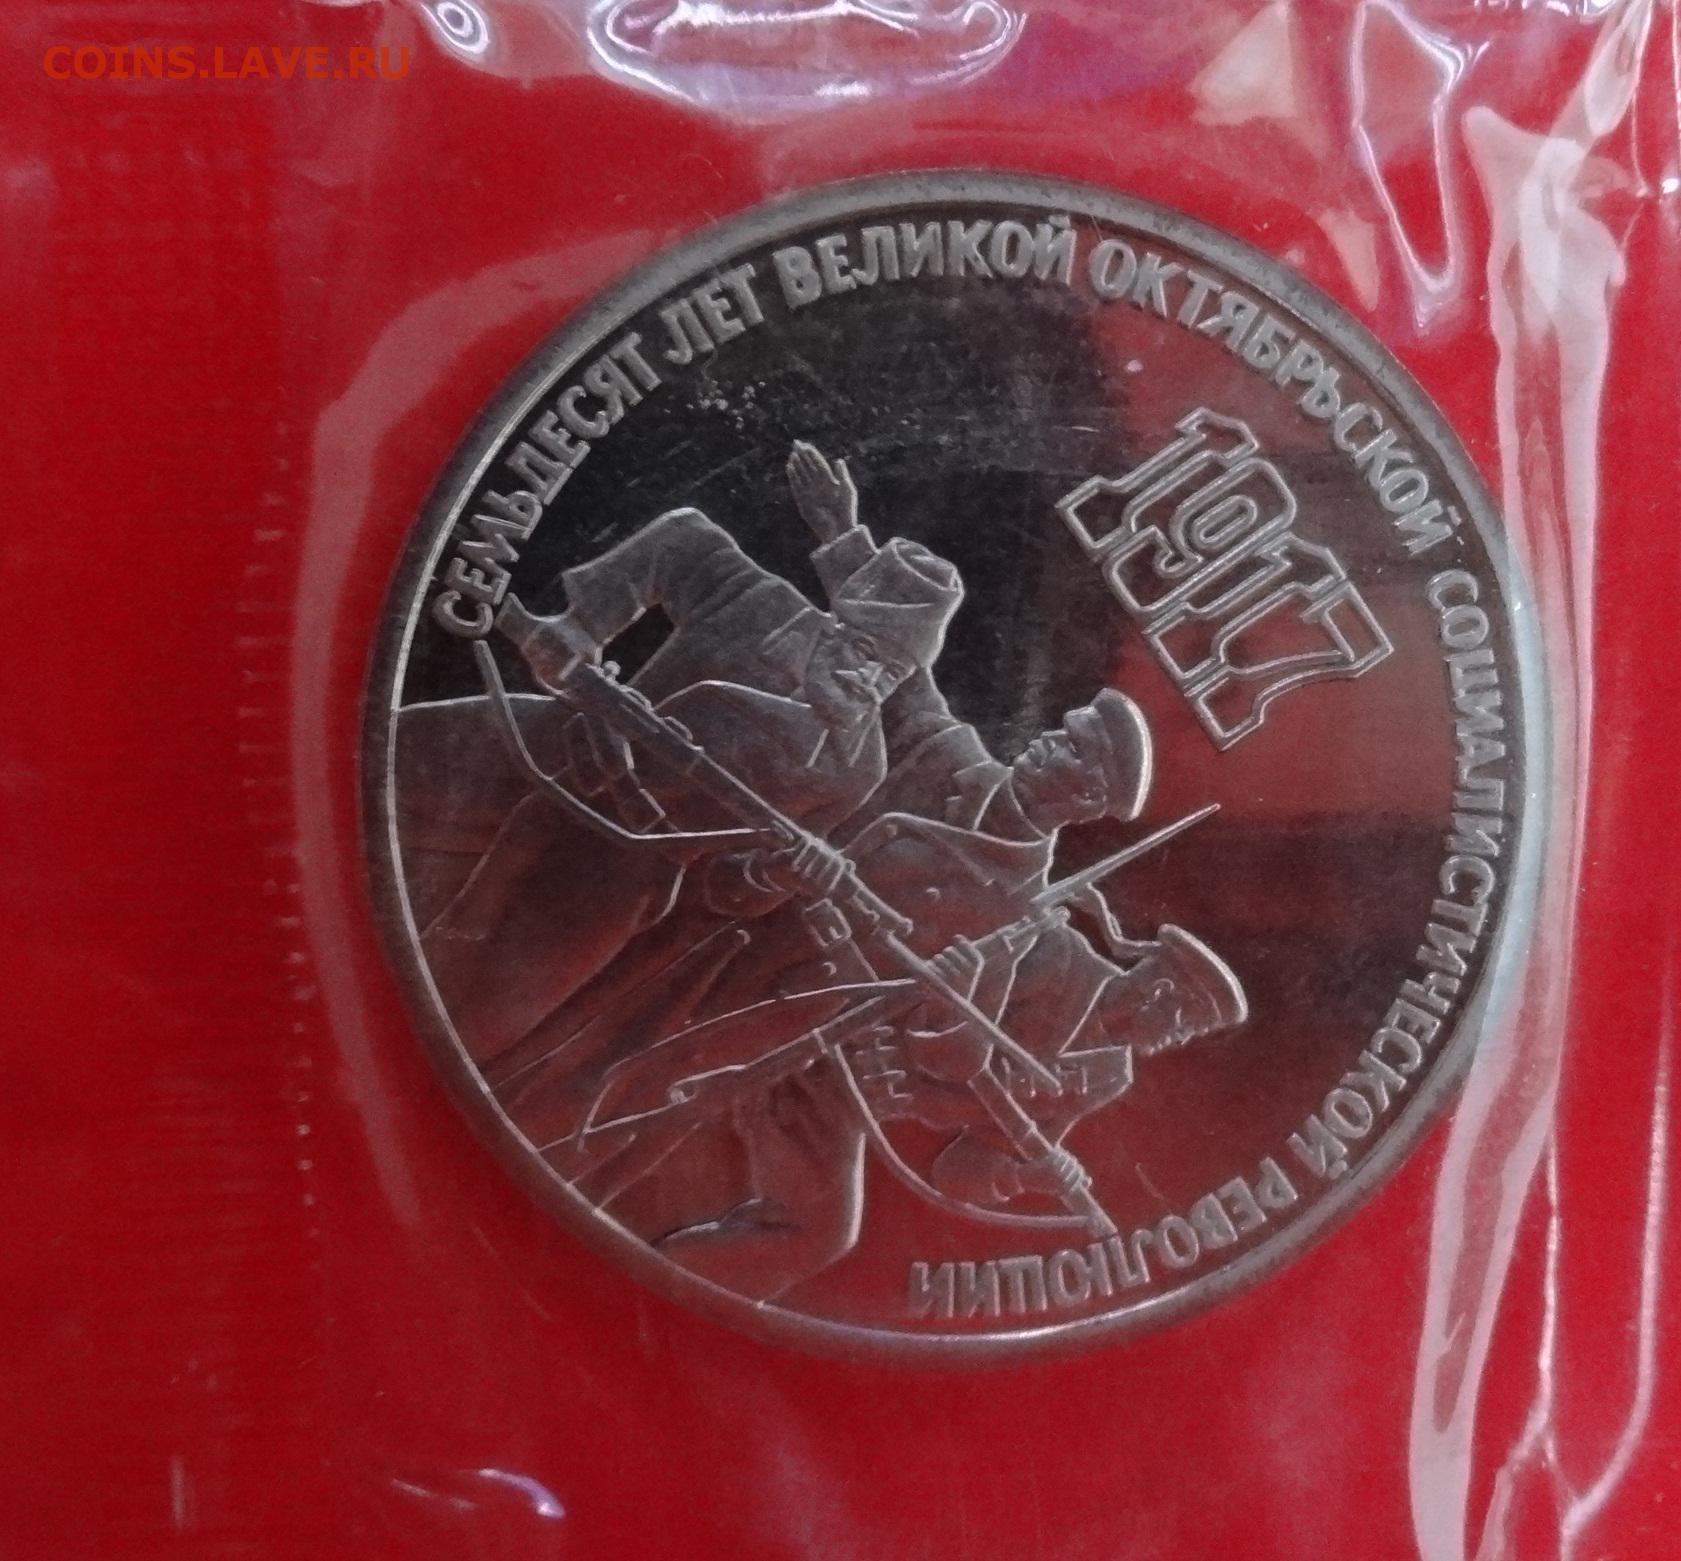 COINS.LAVE.RU
СЕМЬДЕСЯТ ЛЕТ ВЕЛИКОЙ ОКТЯБРЬСКОЙ СОЦИАЛИСТИЧЕСКОЙ РЕВОЛЮЦИИ
1917